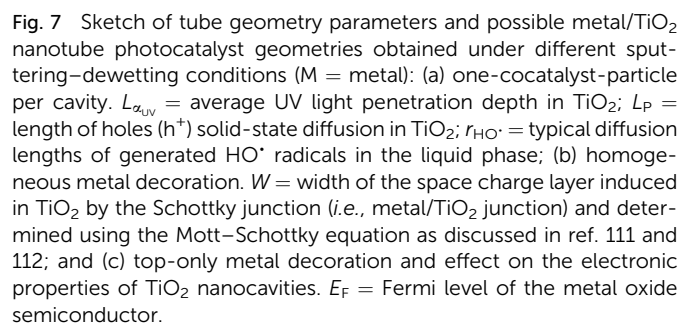 Fig. 7 Sketch of tube geometry parameters and possible metal/TiO₂
nanotube photocatalyst geometries obtained under different sput-
tering–dewetting conditions (M = metal): (a) one-cocatalyst-particle
per cavity. L_αUV = average UV light penetration depth in TiO₂; L_P =
length of holes (h⁺) solid-state diffusion in TiO₂; r_HO• = typical diffusion
lengths of generated HO• radicals in the liquid phase; (b) homoge-
neous metal decoration. W = width of the space charge layer induced
in TiO₂ by the Schottky junction (i.e., metal/TiO₂ junction) and deter-
mined using the Mott–Schottky equation as discussed in ref. 111 and
112; and (c) top-only metal decoration and effect on the electronic
properties of TiO₂ nanocavities. E_F = Fermi level of the metal oxide
semiconductor.